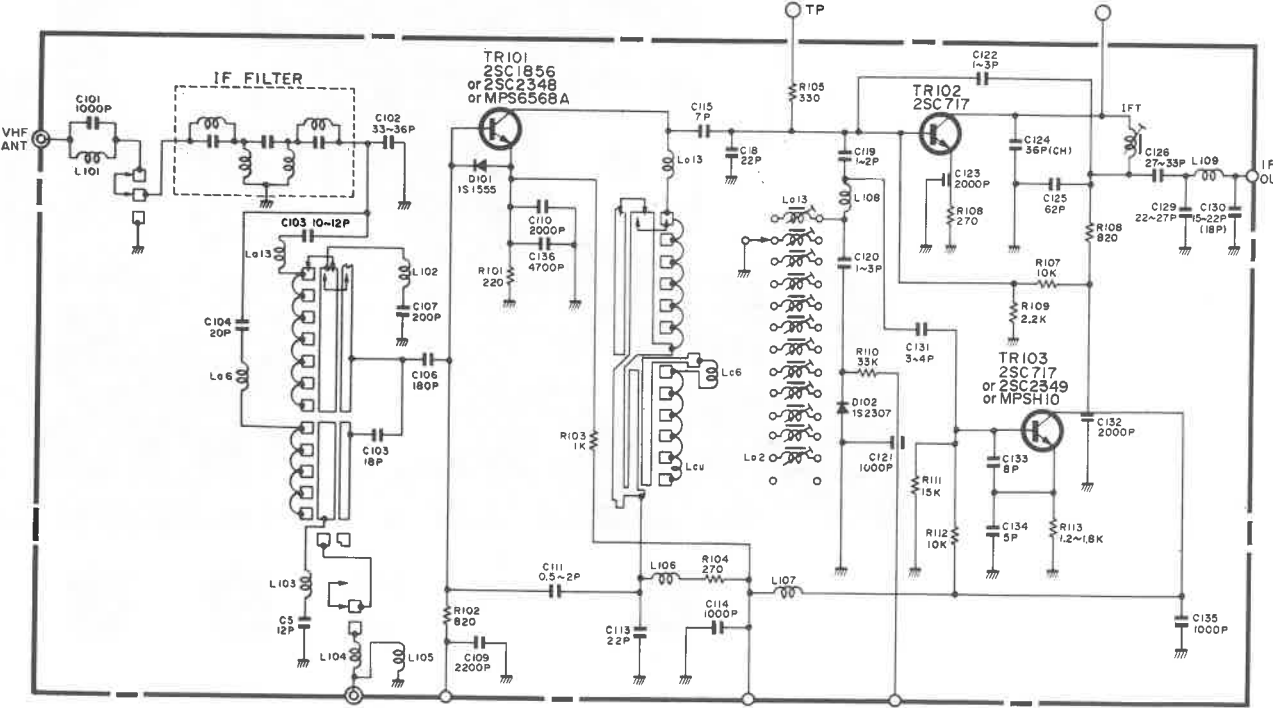 TP
VHF
ANT
C101
1000P
L101
IF FILTER
C102
33~36P
TR101
2SC1856
or 2SC2348
or MPS6568A
D101
1S1555
C110
2000P
C136
4700P
R101
220
C103 10~12P
La13
L102
C107
200P
C104
20P
La6
C106
180P
C103
18P
L103
C5
12P
L104
L105
R102
820
C109
2200P
C111
0.5~2P
R103
1K
C113
22P
L106
R104
270
C114
1000P
L107
C115
7P
Lo13
C18
22P
R105
330
C119
1~2P
L108
Lo13
C120
1~3P
Lc6
Lcu
Lo2
R110
33K
D102
1S2307
C121
1000P
C122
1~3P
TR102
2SC717
C123
2000P
R108
270
C124
36P(CH)
C125
62P
IFT
C126
27~33P
L109
IF
OU
C129
22~27P
C130
15~22P
(18P)
R108
820
R107
10K
R109
2.2K
C131
3~4P
TR103
2SC717
or 2SC2349
or MPSH10
C132
2000P
C133
8P
R111
15K
R112
10K
C134
5P
R113
1.2~1.8K
C135
1000P